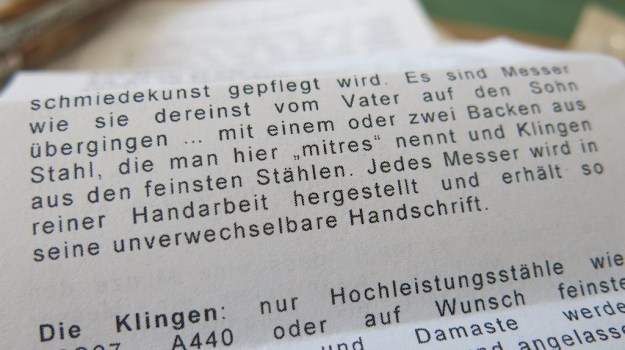 schmiedekunst gepflegt wird. Es sind Messer
wie sie dereinst vom Vater auf den Sohn
übergingen ... mit einem oder zwei Backen aus
Stahl, die man hier „mitres“ nennt und Klingen
aus den feinsten Stählen. Jedes Messer wird in
reiner Handarbeit hergestellt und erhält so
seine unverwechselbare Handschrift.
Die Klingen: nur Hochleistungsstähle wie
A440 oder auf Wunsch feinste
und Damaste werde
angelasse